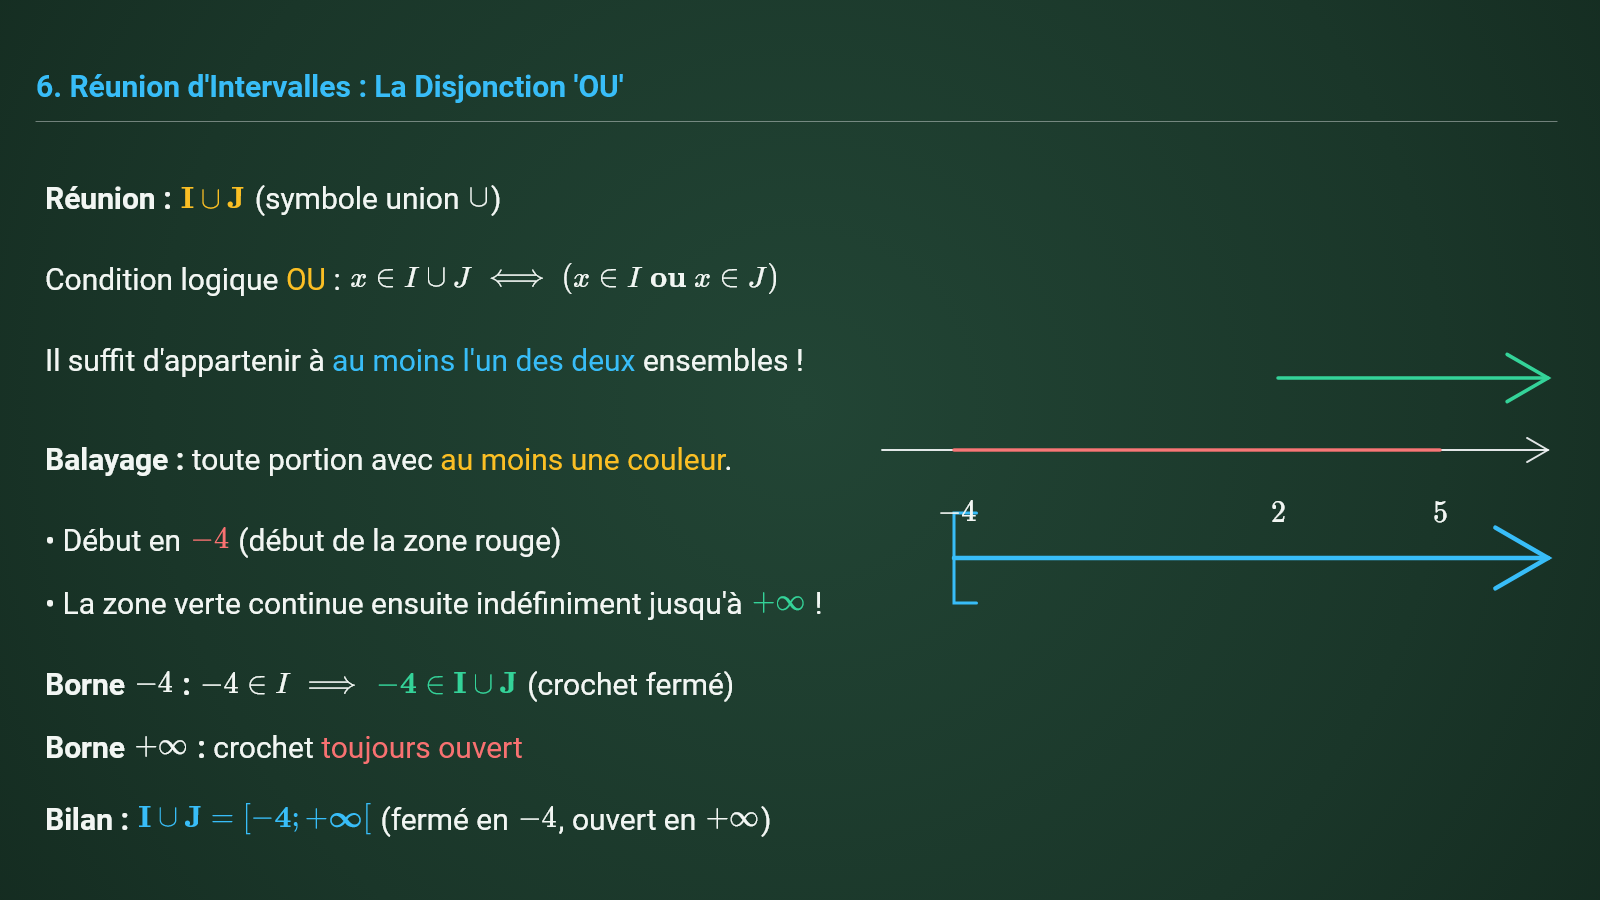 6. Réunion d'Intervalles : La Disjonction 'OU'
Réunion : I ∪ J (symbole union ∪)
Condition logique OU : x ∈ I ∪ J ⟺ (x ∈ I ou x ∈ J)
Il suffit d'appartenir à au moins l'un des deux ensembles !
Balayage : toute portion avec au moins une couleur.
• Début en −4 (début de la zone rouge)
• La zone verte continue ensuite indéfiniment jusqu'à +∞ !
Borne −4 : −4 ∈ I ⟹ −4 ∈ I ∪ J (crochet fermé)
Borne +∞ : crochet toujours ouvert
Bilan : I ∪ J = [−4; +∞[ (fermé en −4, ouvert en +∞)
−4 2 5